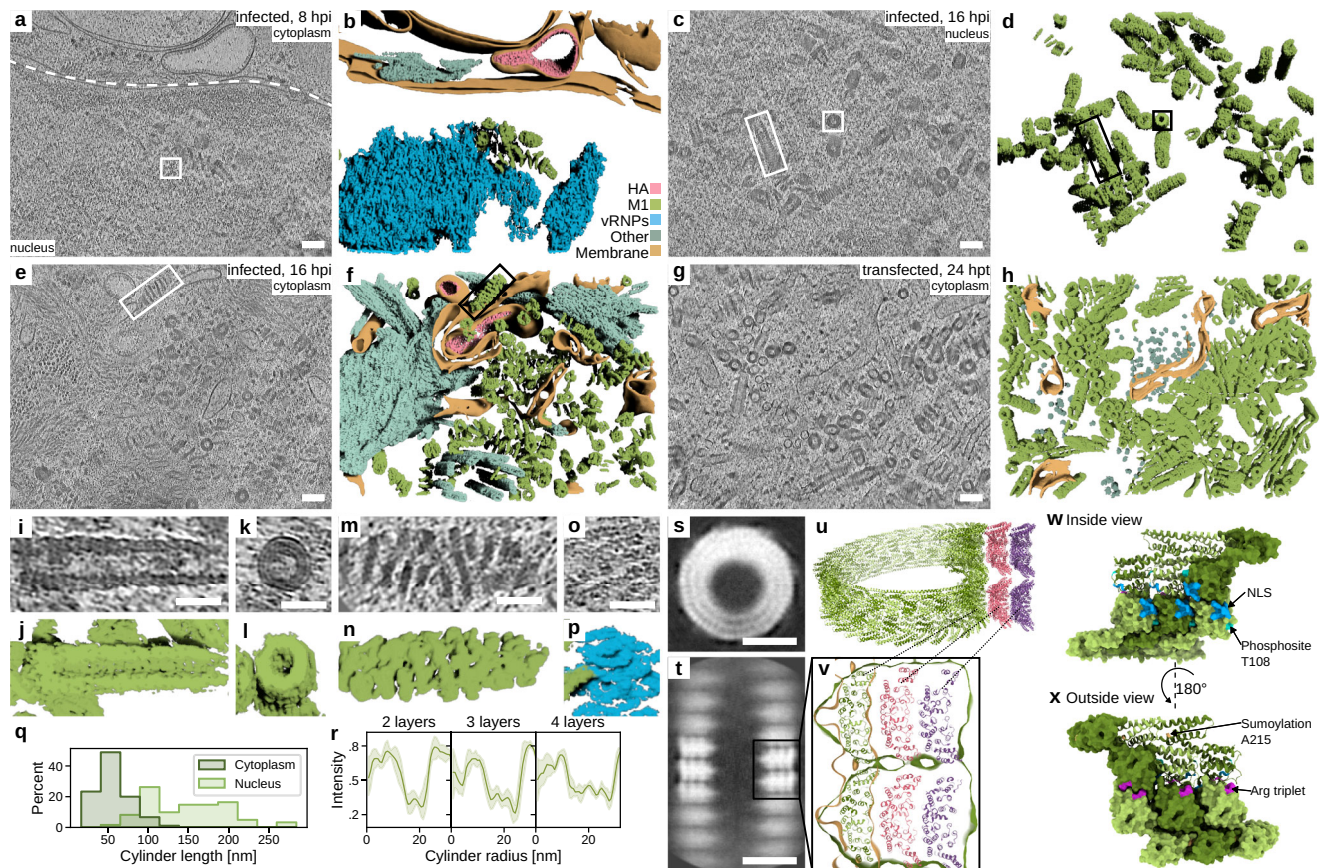 a
infected, 8 hpi
cytoplasm
nucleus
b
HA
M1
vRNPs
Other
Membrane
c
infected, 16 hpi
nucleus
d
e
infected, 16 hpi
cytoplasm
f
g
transfected, 24 hpt
cytoplasm
h
i
k
m
o
j
l
n
p
q
Percent
40
20
0
50
100
150
200
250
Cylinder length [nm]
Cytoplasm
Nucleus
r
2 layers
3 layers
4 layers
Intensity
.8
.5
.2
0
20
0
20
0
20
Cylinder radius [nm]
s
t
u
v
w Inside view
NLS
Phosphosite
T108
180°
x Outside view
Sumoylation
A215
Arg triplet